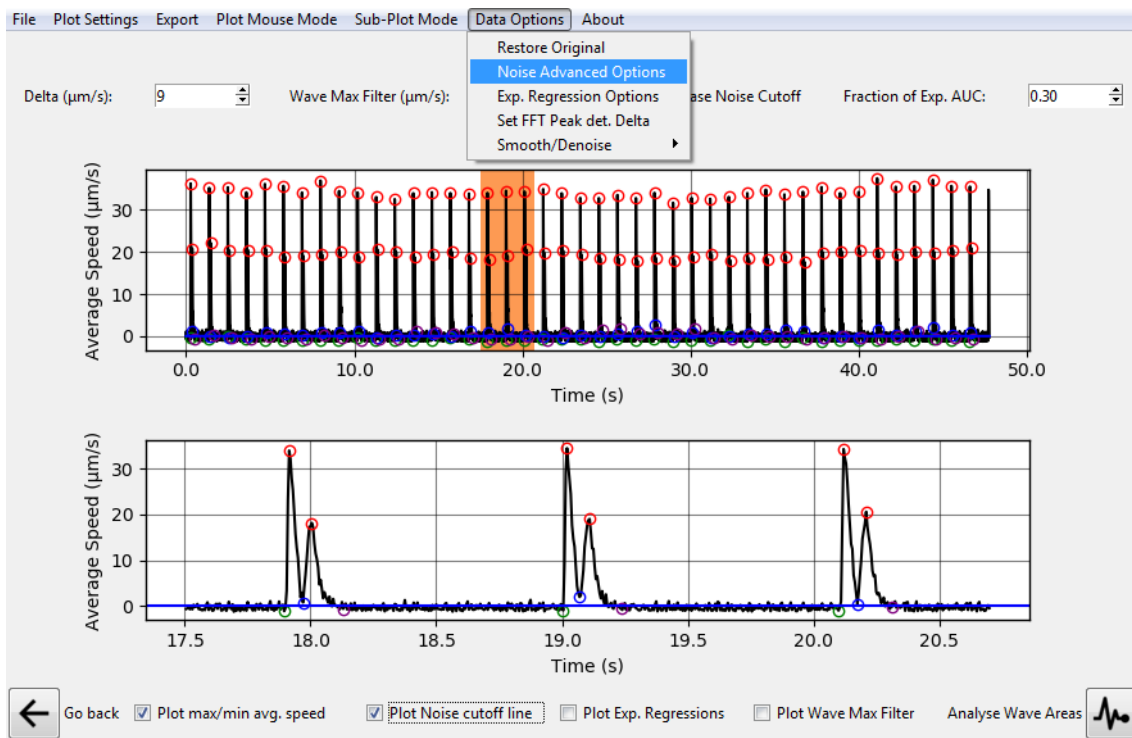 File Plot Settings Export Plot Mouse Mode Sub-Plot Mode Data Options About
Restore Original
Noise Advanced Options
Exp. Regression Options
Set FFT Peak det. Delta
Smooth/Denoise
Delta (µm/s): 9 Wave Max Filter (µm/s): ase Noise Cutoff Fraction of Exp. AUC: 0.30
Average Speed (µm/s)
30
20
10
0
0.0 10.0 20.0 30.0 40.0 50.0
Time (s)
Average Speed (µm/s)
30
20
10
0
17.5 18.0 18.5 19.0 19.5 20.0 20.5
Time (s)
Go back Plot max/min avg. speed Plot Noise cutoff line Plot Exp. Regressions Plot Wave Max Filter Analyse Wave Areas